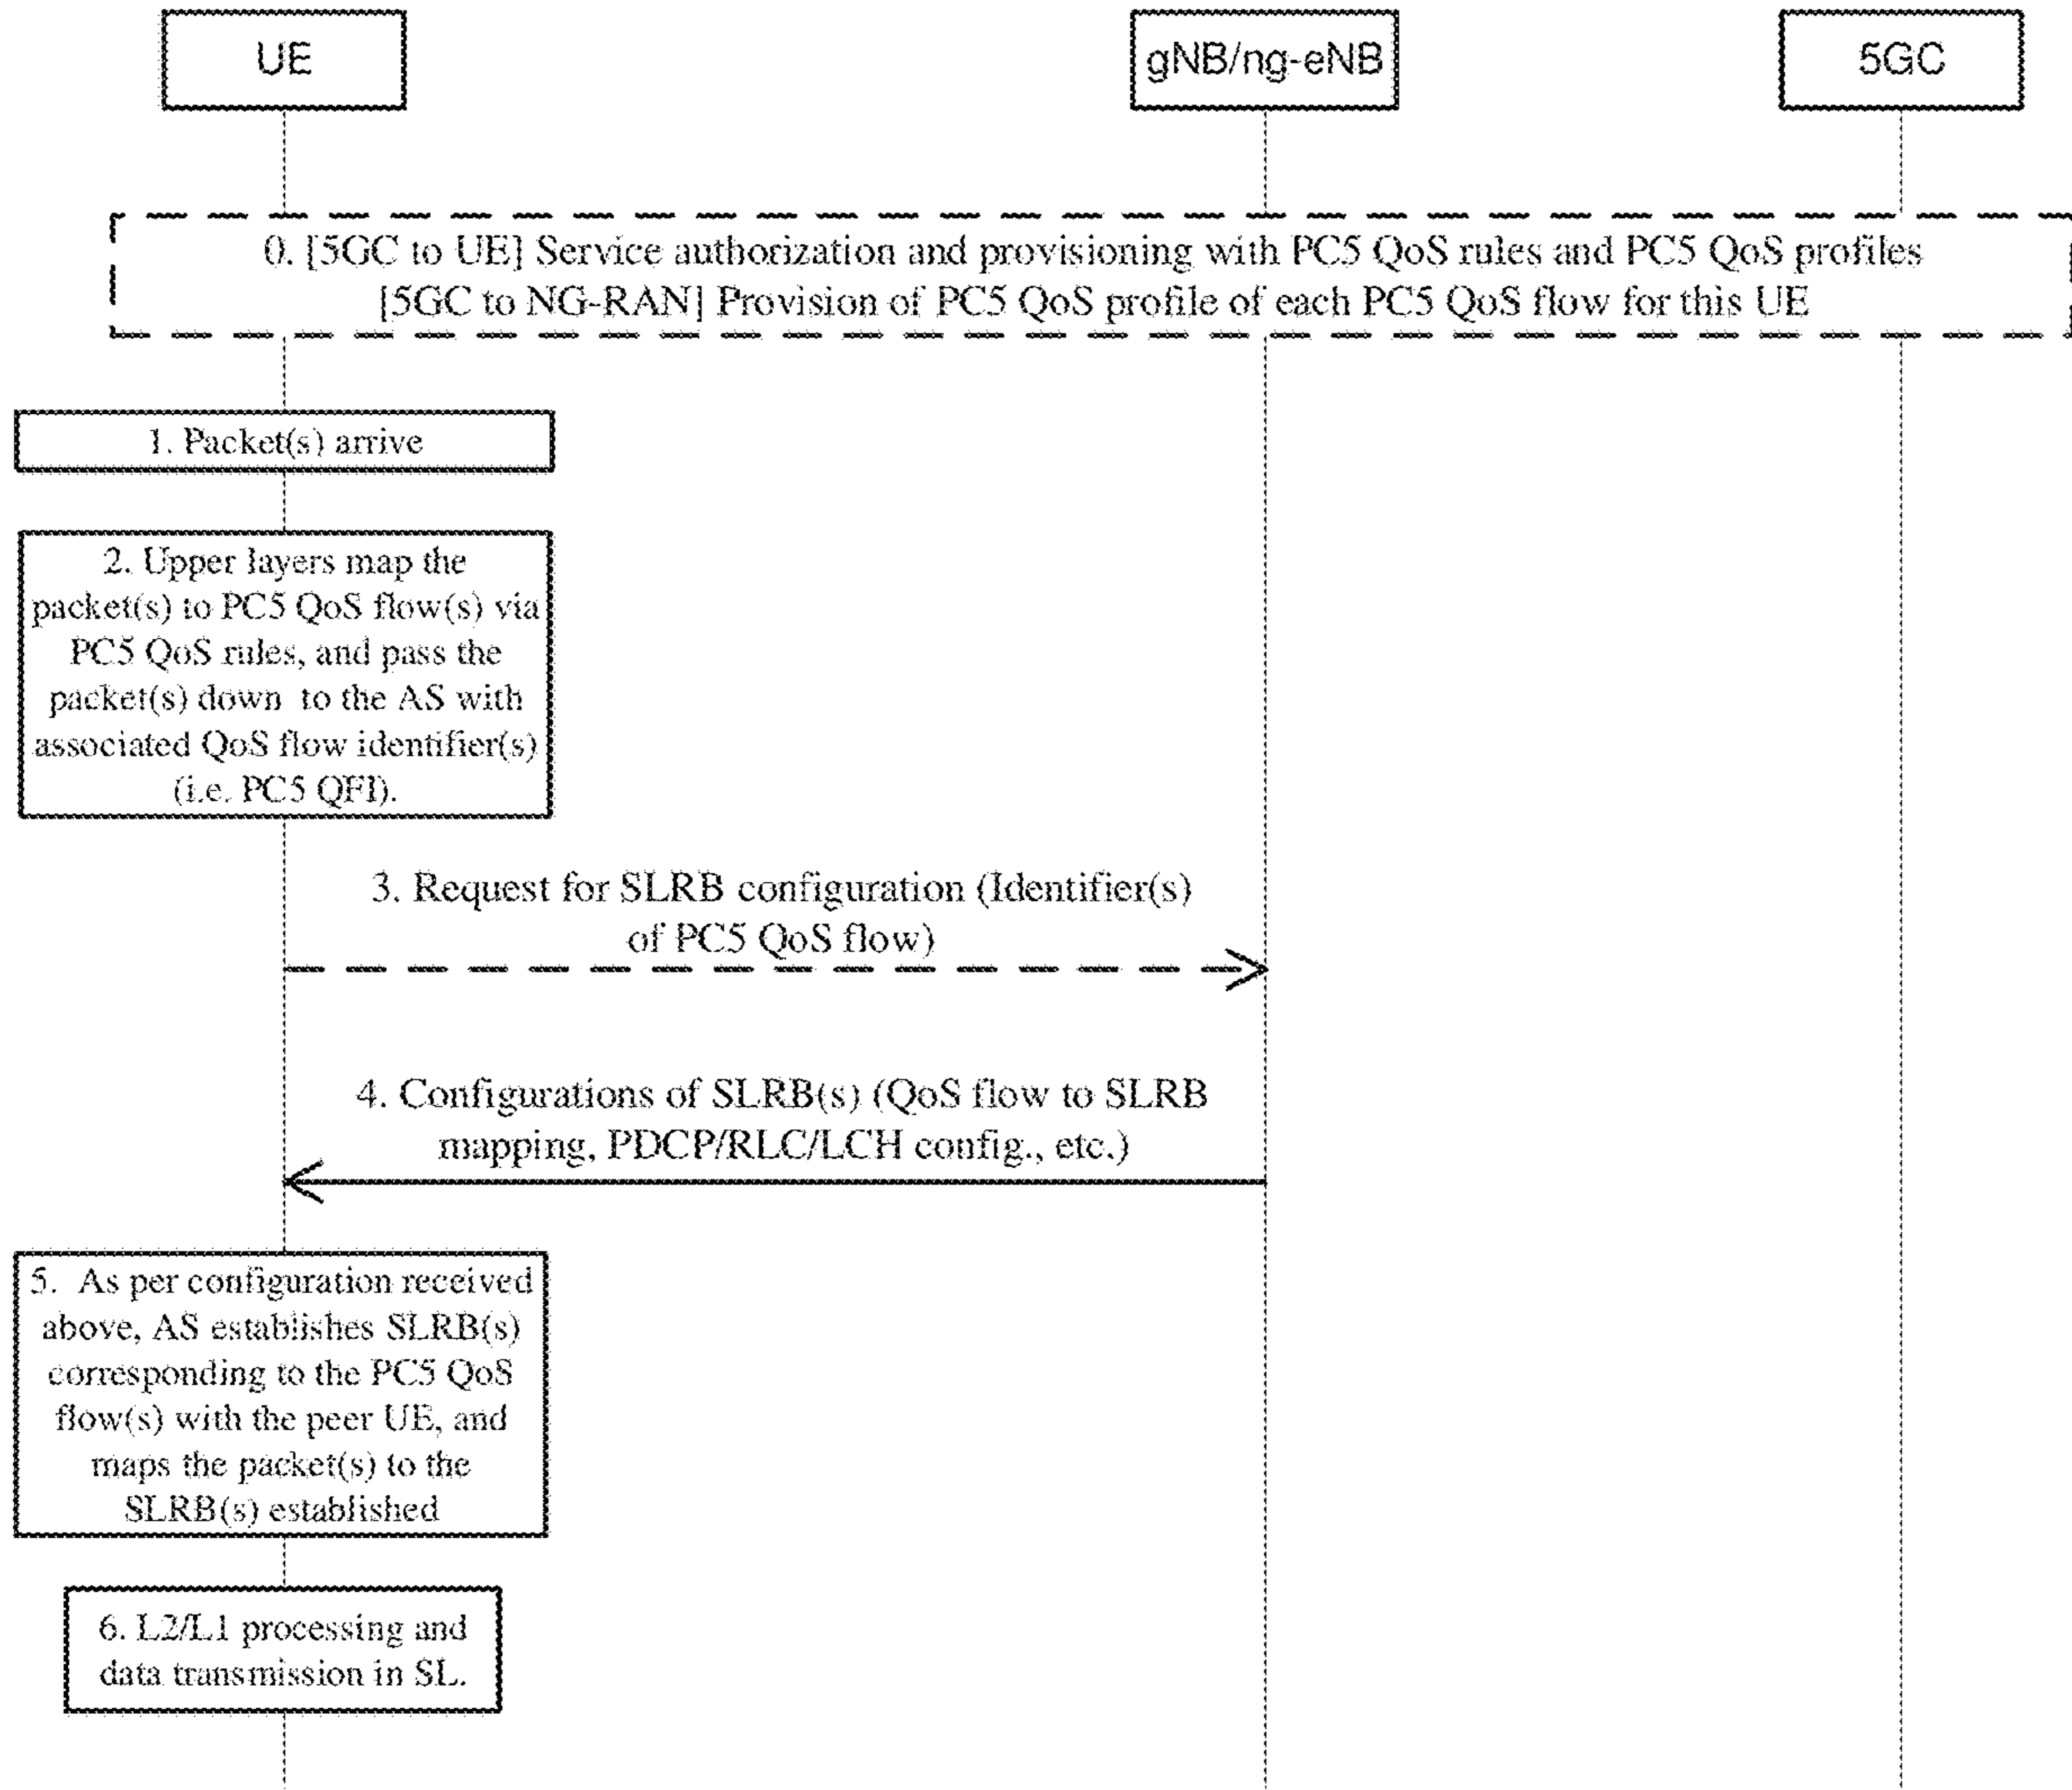 UE
gNB/ng-eNB
5GC
0. [5GC to UE] Service authorization and provisioning with PC5 QoS rules and PC5 QoS profiles
[5GC to NG-RAN] Provision of PC5 QoS profile of each PC5 QoS flow for this UE
1. Packet(s) arrive
2. Upper layers map the
packet(s) to PC5 QoS flow(s) via
PC5 QoS rules, and pass the
packet(s) down to the AS with
associated QoS flow identifier(s)
(i.e. PC5 QFI).
3. Request for SLRB configuration (Identifier(s)
of PC5 QoS flow)
4. Configurations of SLRB(s) (QoS flow to SLRB
mapping, PDCP/RLC/LCH config., etc.)
5. As per configuration received
above, AS establishes SLRB(s)
corresponding to the PC5 QoS
flow(s) with the peer UE, and
maps the packet(s) to the
SLRB(s) established
6. L2/L1 processing and
data transmission in SL.